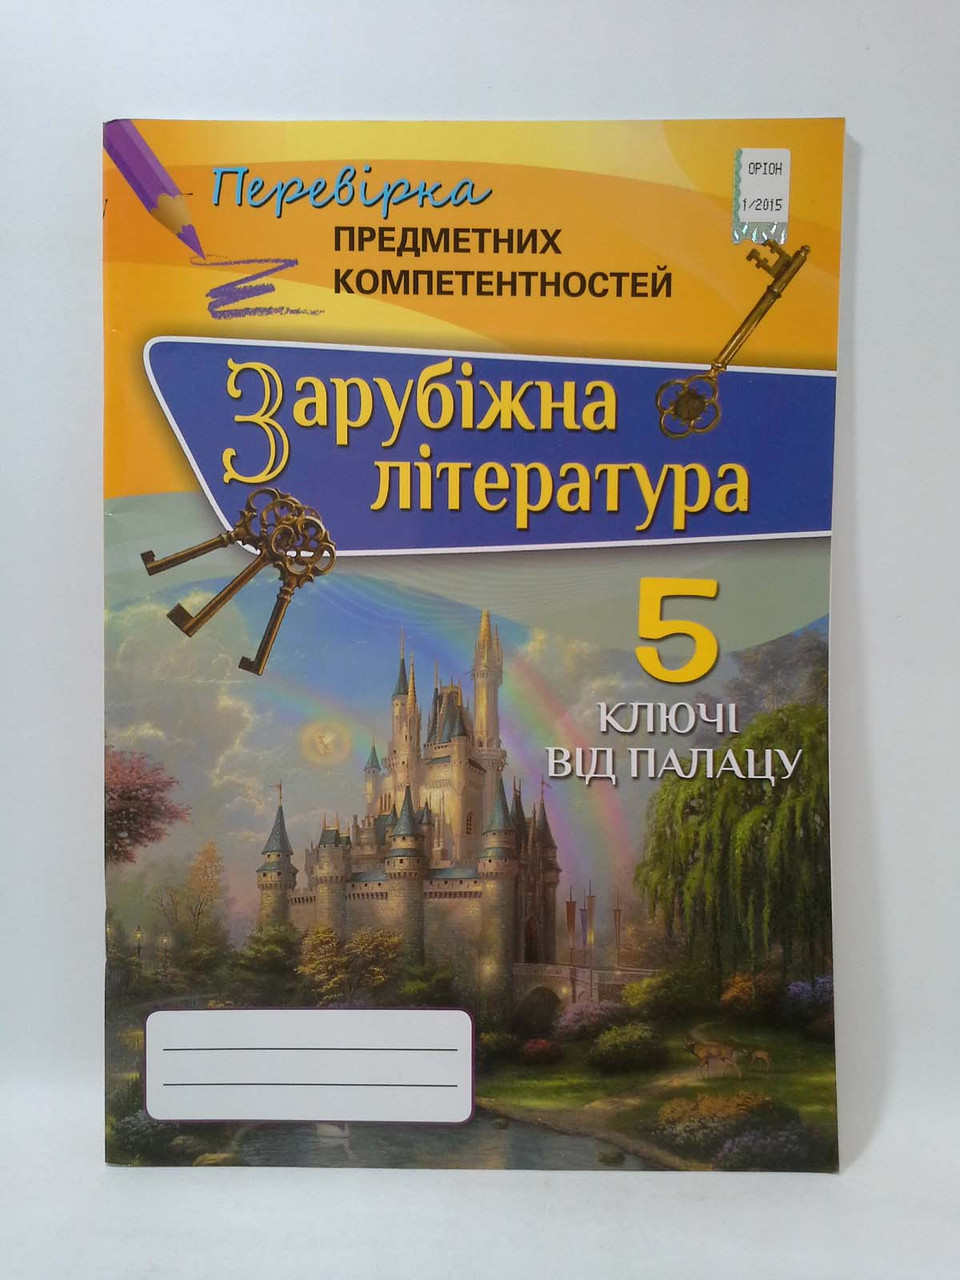 Перевірка
ОРІОН
1/2015
ПРЕДМЕТНИХ
КОМПЕТЕНТНОСТЕЙ
Зарубіжна
література
5
КЛЮЧІ
ВІД ПАЛАЦУ